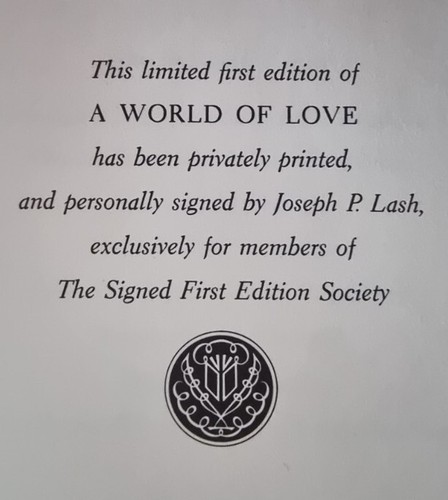 This limited first edition of
A WORLD OF LOVE
has been privately printed,
and personally signed by Joseph P. Lash,
exclusively for members of
The Signed First Edition Society